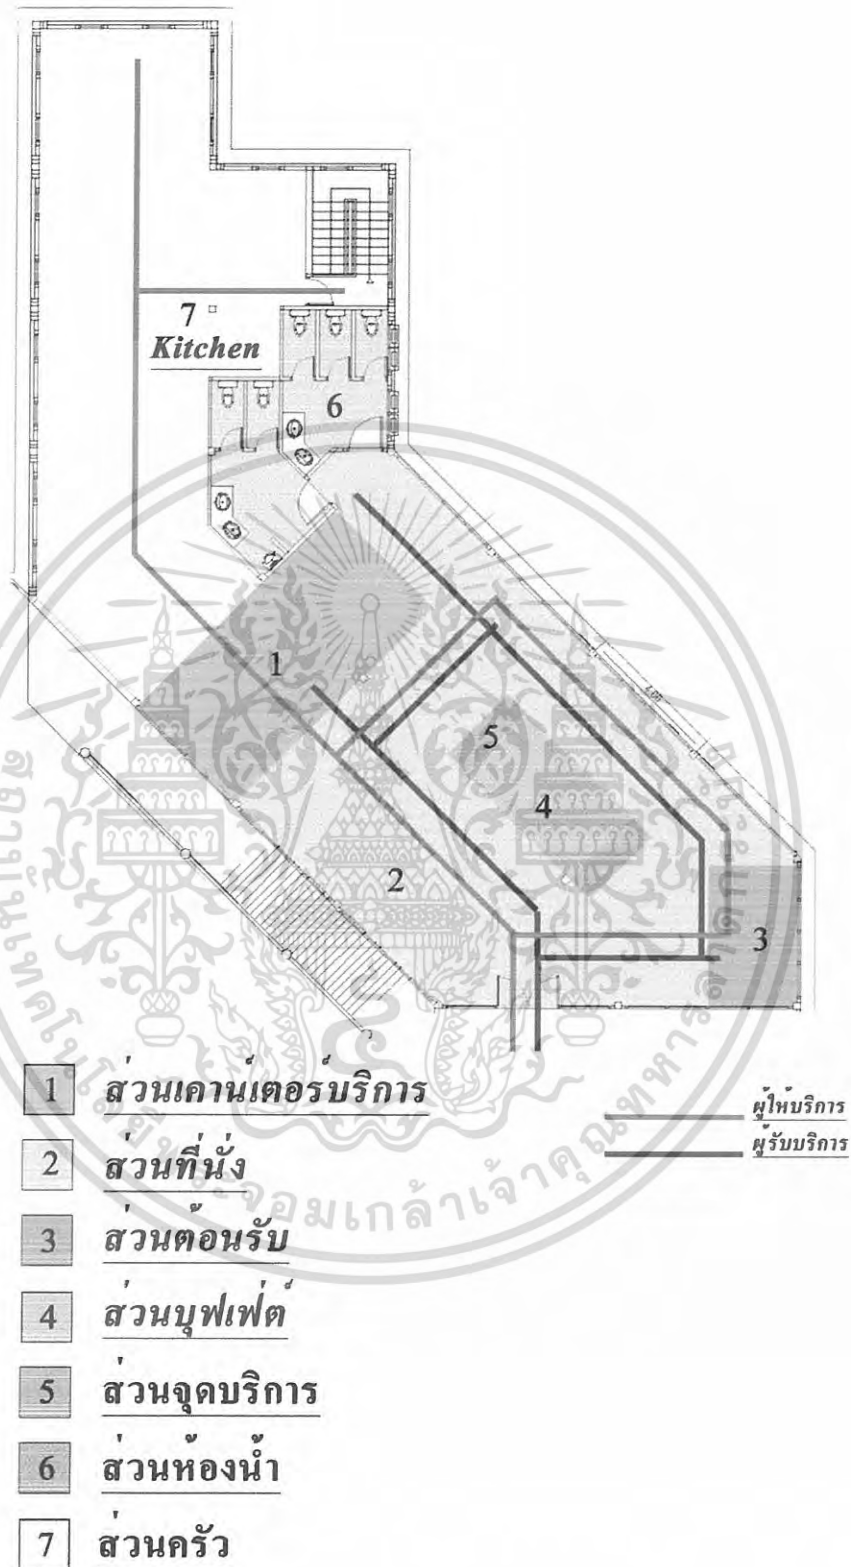 7
Kitchen
6
1
4.00
5
4
2
3
1 ส่วนเคาน์เตอร์บริการ
2 ส่วนที่นั่ง
3 ส่วนต้อนรับ
4 ส่วนบุฟเฟ่ต์
5 ส่วนจุดบริการ
6 ส่วนห้องน้ำ
7 ส่วนครัว
ผู้ให้บริการ
ผู้รับบริการ